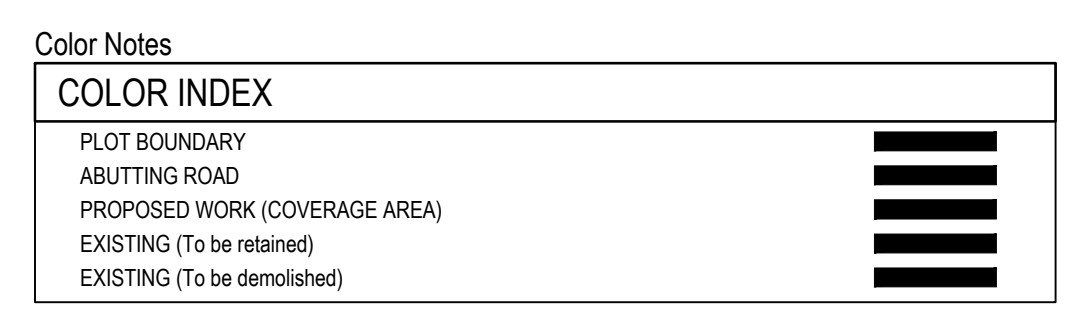 Color Notes
COLOR INDEX
PLOT BOUNDARY
ABUTTING ROAD
PROPOSED WORK (COVERAGE AREA)
EXISTING (To be retained)
EXISTING (To be demolished)